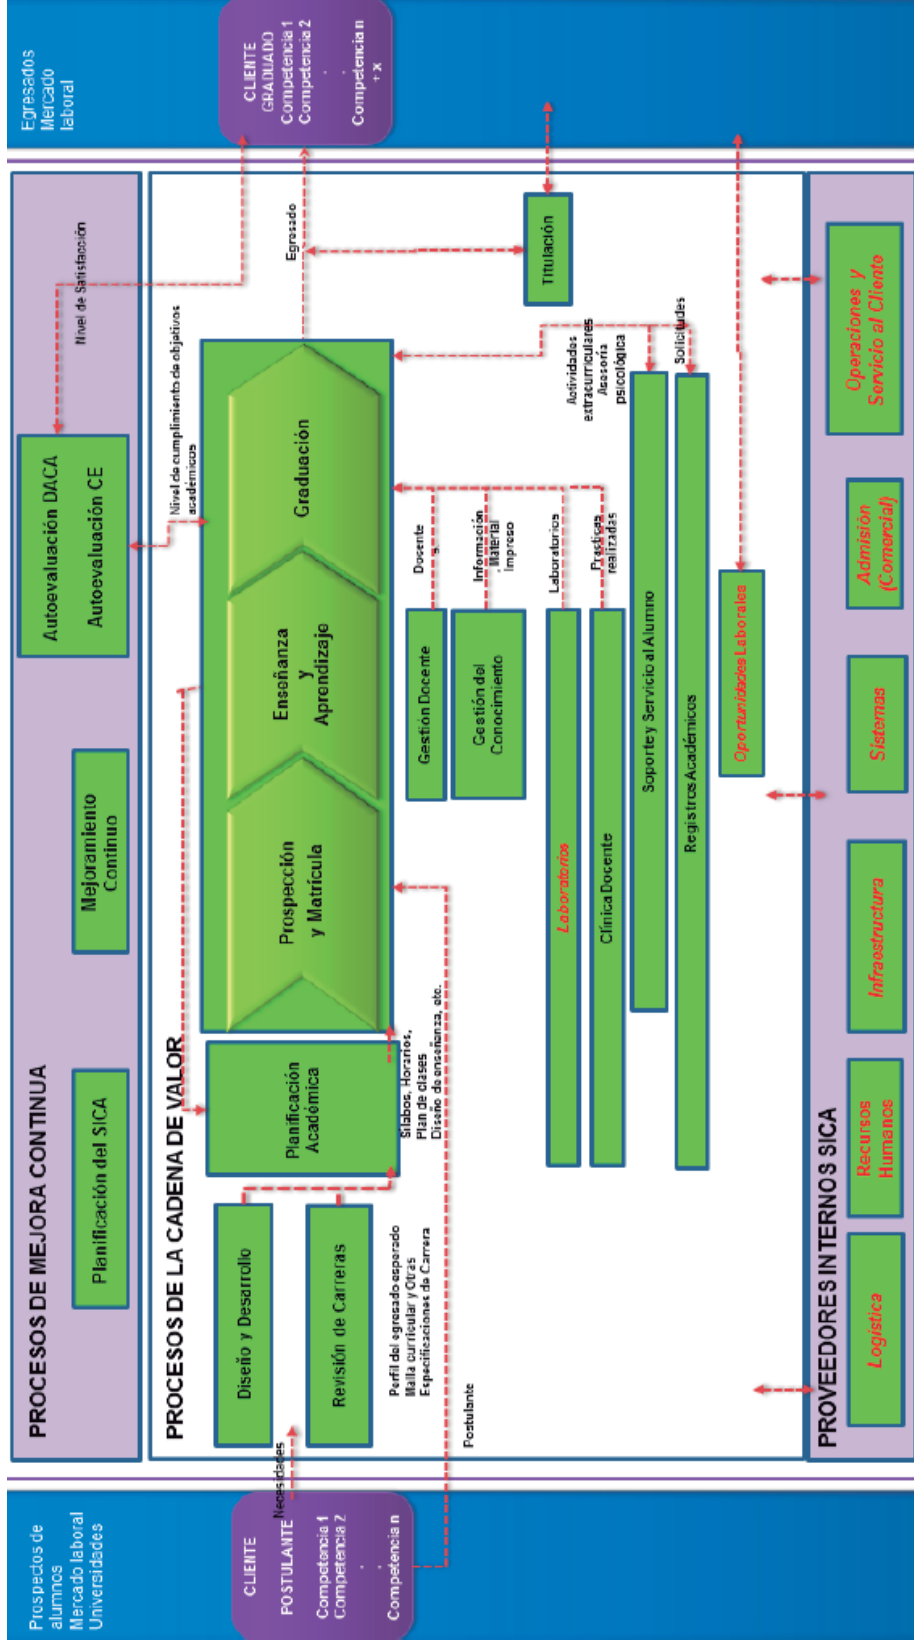 Prospectos de
alumnos
Mercado laboral
Universidades
CLIENTE
POSTULANTE
Competencia 1
Competencia 2
.
.
Competencia n
Necesidades
Postulante
PROCESOS DE MEJORA CONTINUA
Planificación del SICA
Mejoramiento
Continuo
Autoevaluación DACA
Autoevaluación CE
Nivel de Satisfacción
Nivel de cumplimiento de objetivos
académicos
PROCESOS DE LA CADENA DE VALOR
Diseño y Desarrollo
Revisión de Carreras
Perfil del egresado esperado
Malla curricular y Otras
Especificaciones de Carrera
Planificación
Académica
Sílabos, Horarios,
Plan de clases
Diseño de enseñanza, etc.
Prospección
y Matrícula
Enseñanza
y
Aprendizaje
Graduación
Egresado
Gestión Docente
Docente
s
Gestión del
Conocimiento
Información
Material
Impreso
Laboratorios
Laboratorios
Clínica Docente
Prácticas
realizadas
Soporte y Servicio al Alumno
Actividades
extracurriculares
Asesoría
psicológica
Registros Académicos
Solicitudes
Titulación
Oportunidades Laborales
PROVEEDORES INTERNOS SICA
Logística
Recursos
Humanos
Infraestructura
Sistemas
Admisión
(Comercial)
Operaciones y
Servicio al Cliente
Egresados
Mercado
laboral
CLIENTE
GRADUADO
Competencia 1
Competencia 2
.
.
Competencia n
+ x